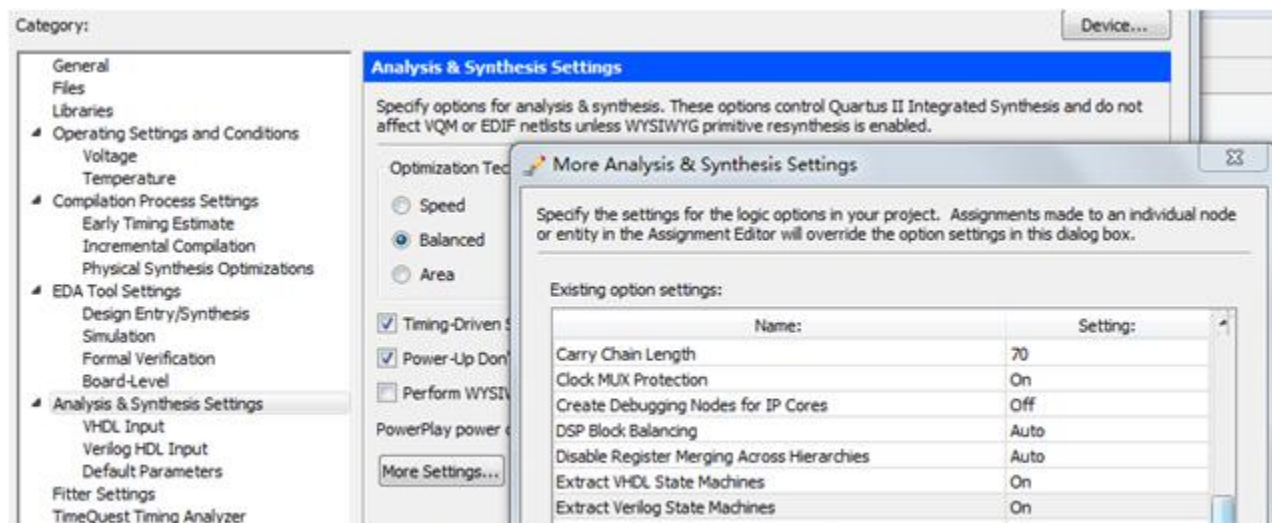 Category:
Device...
General
Files
Libraries
Operating Settings and Conditions
Voltage
Temperature
Compilation Process Settings
Early Timing Estimate
Incremental Compilation
Physical Synthesis Optimizations
EDA Tool Settings
Design Entry/Synthesis
Simulation
Formal Verification
Board-Level
Analysis & Synthesis Settings
VHDL Input
Verilog HDL Input
Default Parameters
Fitter Settings
TimeQuest Timing Analyzer
Analysis & Synthesis Settings
Specify options for analysis & synthesis. These options control Quartus II Integrated Synthesis and do not
affect VQM or EDIF netlists unless WYSIWYG primitive resynthesis is enabled.
Optimization Tec
Speed
Balanced
Area
Timing-Driven S
Power-Up Don'
Perform WYSIW
PowerPlay power o
More Settings...
More Analysis & Synthesis Settings
Specify the settings for the logic options in your project. Assignments made to an individual node
or entity in the Assignment Editor will override the option settings in this dialog box.
Existing option settings:
Name: Setting:
Carry Chain Length 70
Clock MUX Protection On
Create Debugging Nodes for IP Cores Off
DSP Block Balancing Auto
Disable Register Merging Across Hierarchies Auto
Extract VHDL State Machines On
Extract Verilog State Machines On